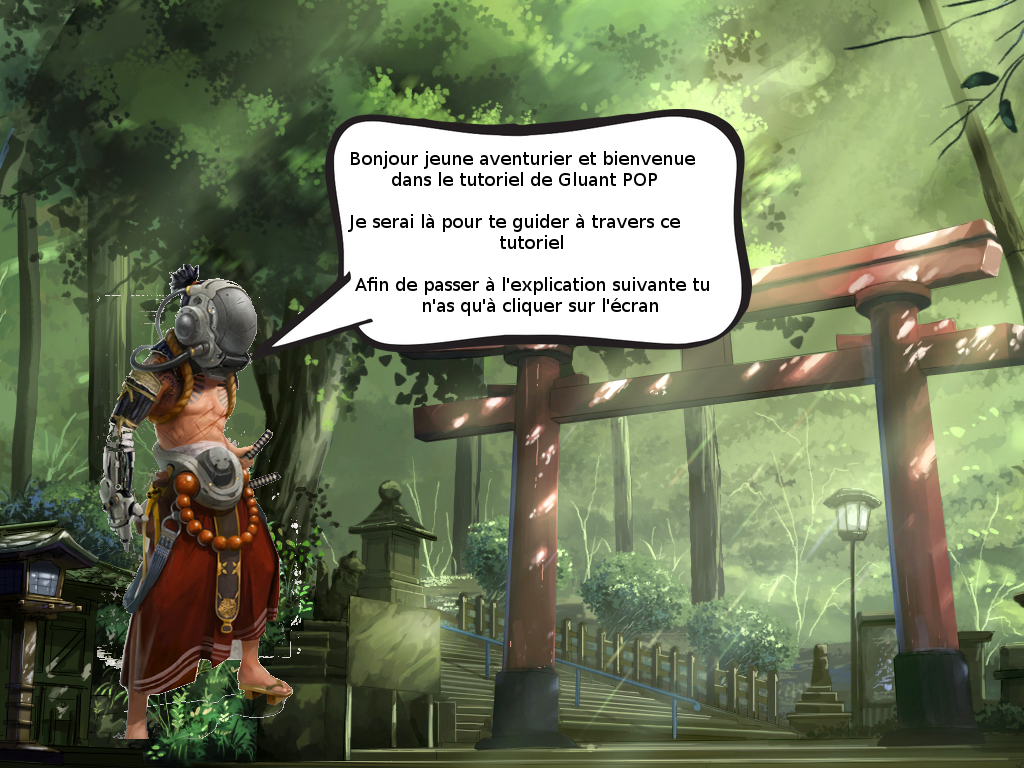 Bonjour jeune aventurier et bienvenue
dans le tutoriel de Gluant POP
Je serai là pour te guider à travers ce
tutoriel
Afin de passer à l'explication suivante tu
n'as qu'à cliquer sur l'écran